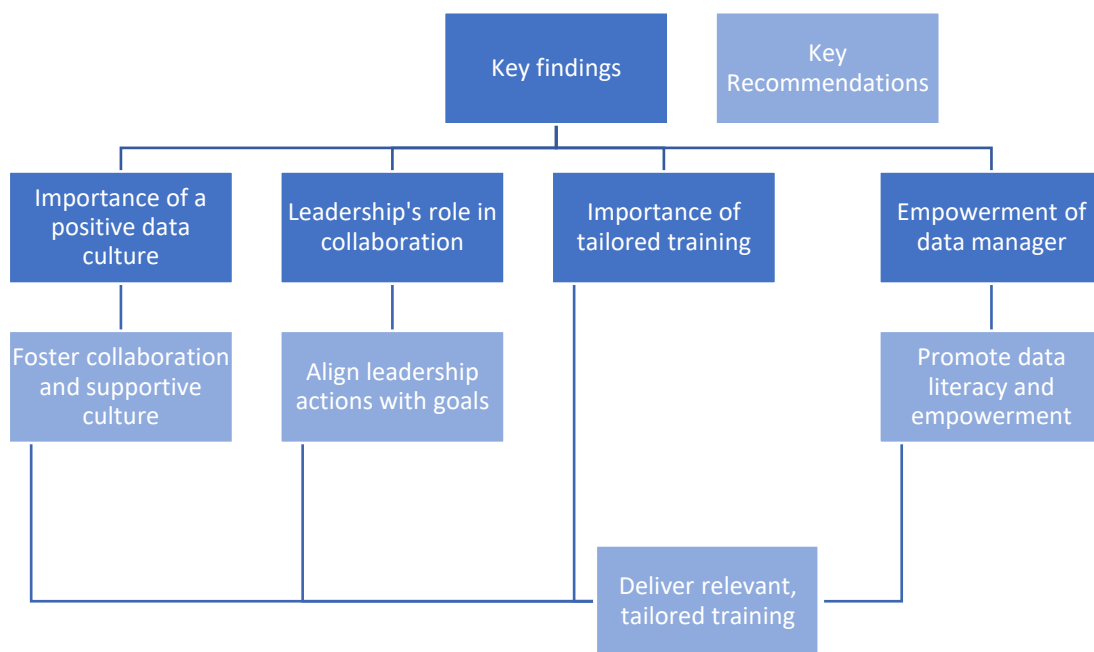 Key findings
Key
Recommendations
Importance of a
positive data
culture
Leadership's role in
collaboration
Importance of
tailored training
Empowerment of
data manager
Foster collaboration
and supportive
culture
Align leadership
actions with goals
Promote data
literacy and
empowerment
Deliver relevant,
tailored training